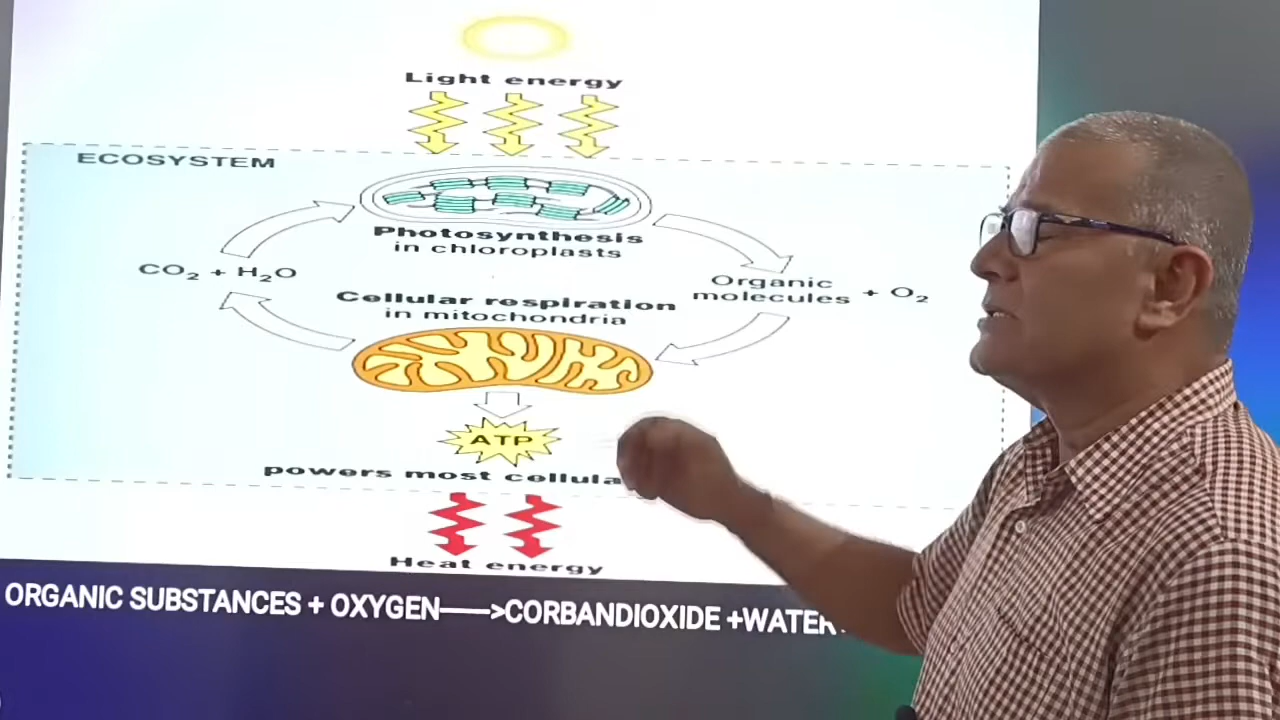 Light energy
ECOSYSTEM
Photosynthesis
in chloroplasts
CO₂ + H₂O
Organic
molecules + O₂
Cellular respiration
in mitochondria
ATP
powers most
Heat energy
ORGANIC SUBSTANCES + OXYGEN——>CORBANDIOXIDE +WATER